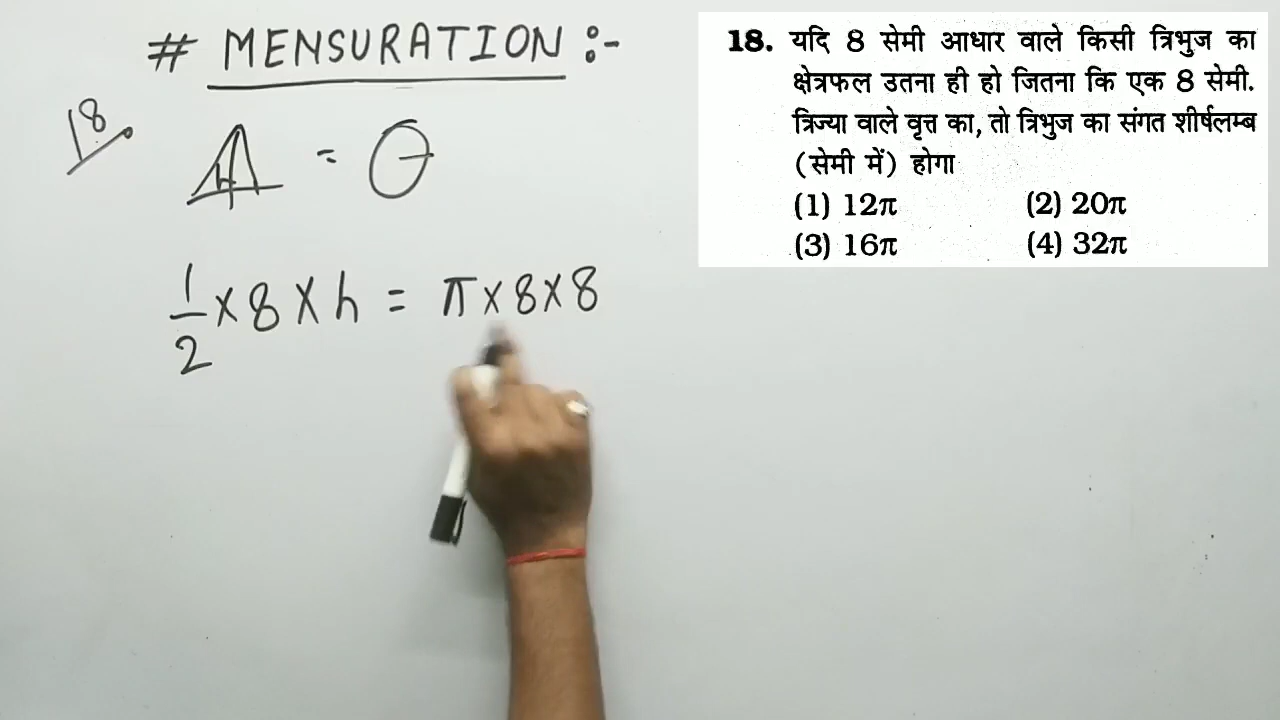 # MENSURATION :-
18.
△ =
1/2 × 8 × h = π × 8 × 8
18. यदि 8 सेमी आधार वाले किसी त्रिभुज का
क्षेत्रफल उतना ही हो जितना कि एक 8 सेमी.
त्रिज्या वाले वृत्त का, तो त्रिभुज का संगत शीर्षलम्ब
(सेमी में) होगा
(1) 12π (2) 20π
(3) 16π (4) 32π